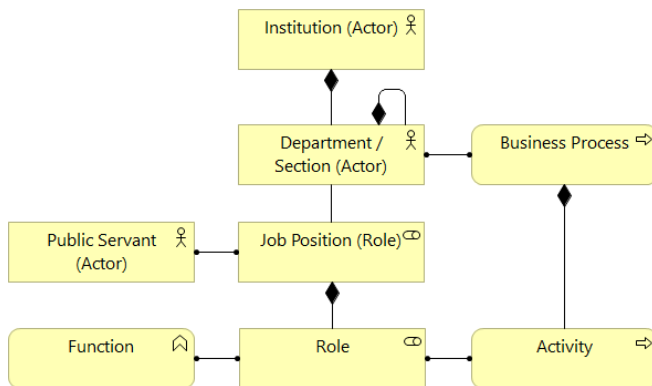 Institution (Actor)
Department /
Section (Actor)
Business Process
Public Servant
(Actor)
Job Position (Role)
Function
Role
Activity